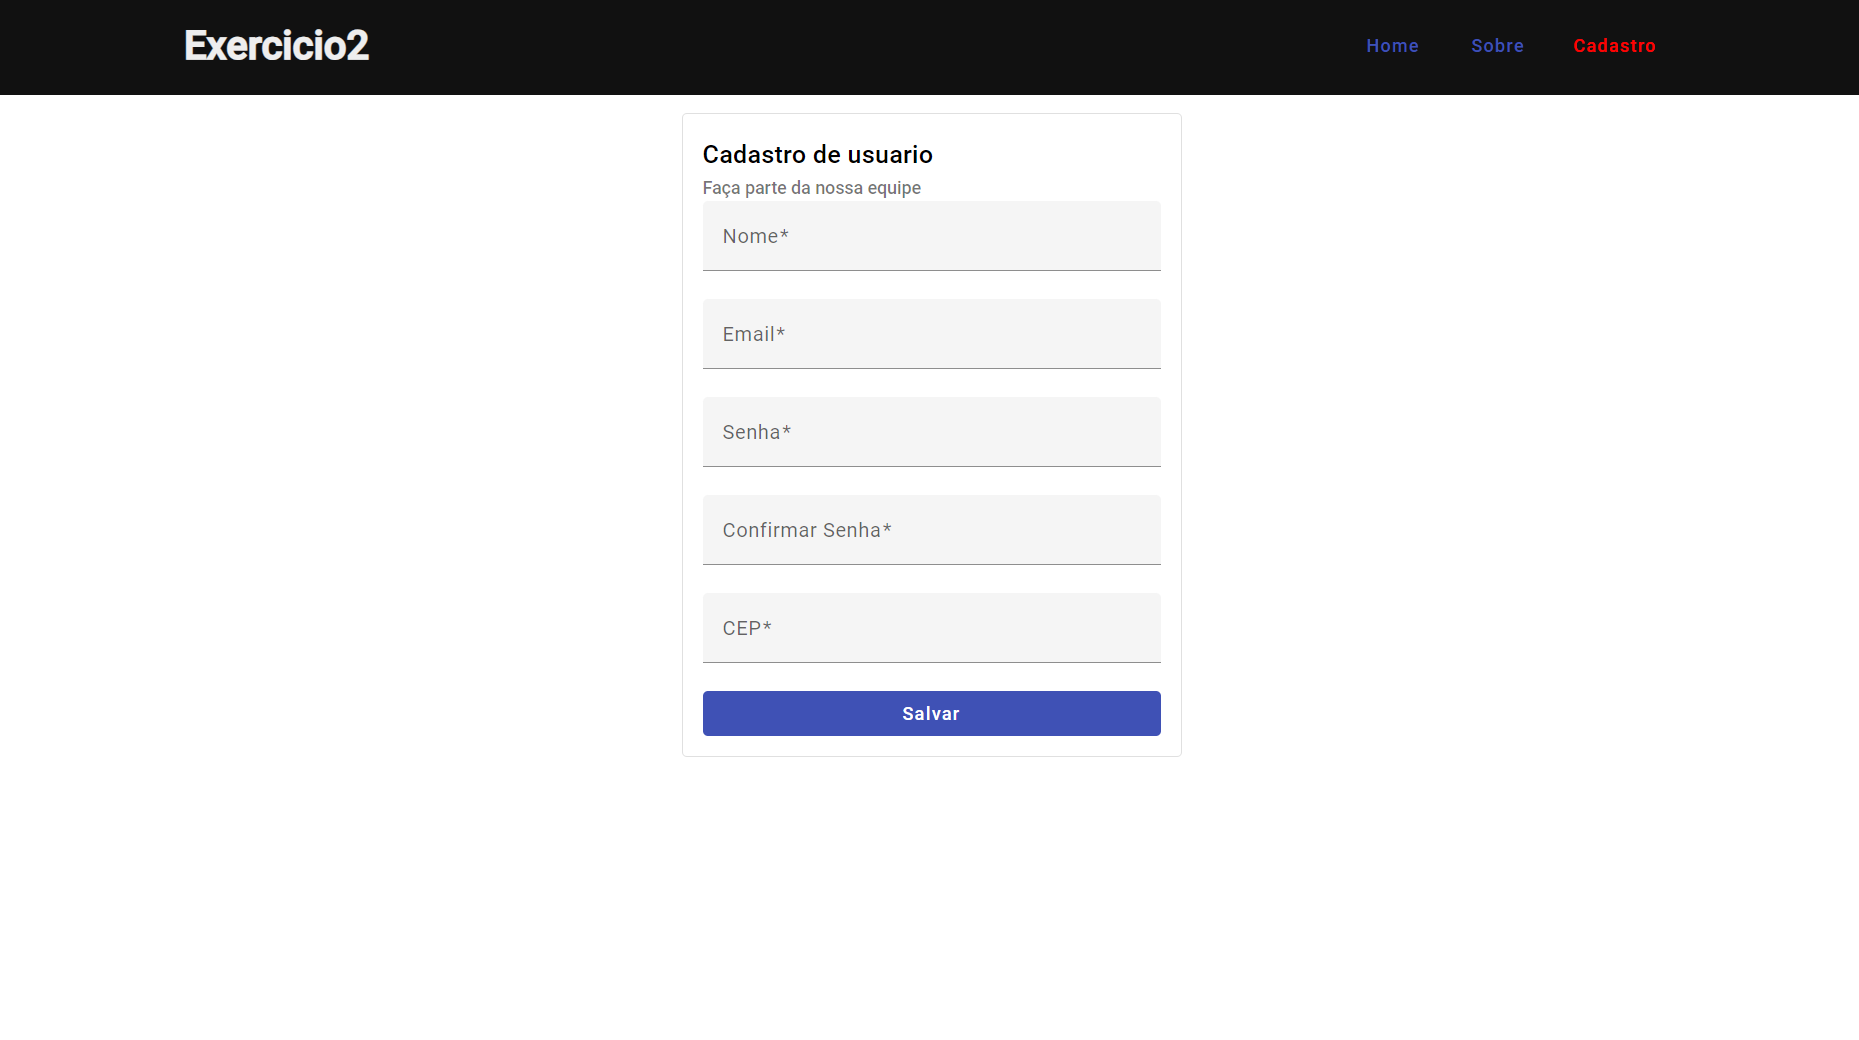 Exercicio2
Home Sobre Cadastro
Cadastro de usuario
Faça parte da nossa equipe
Nome*
Email*
Senha*
Confirmar Senha*
CEP*
Salvar